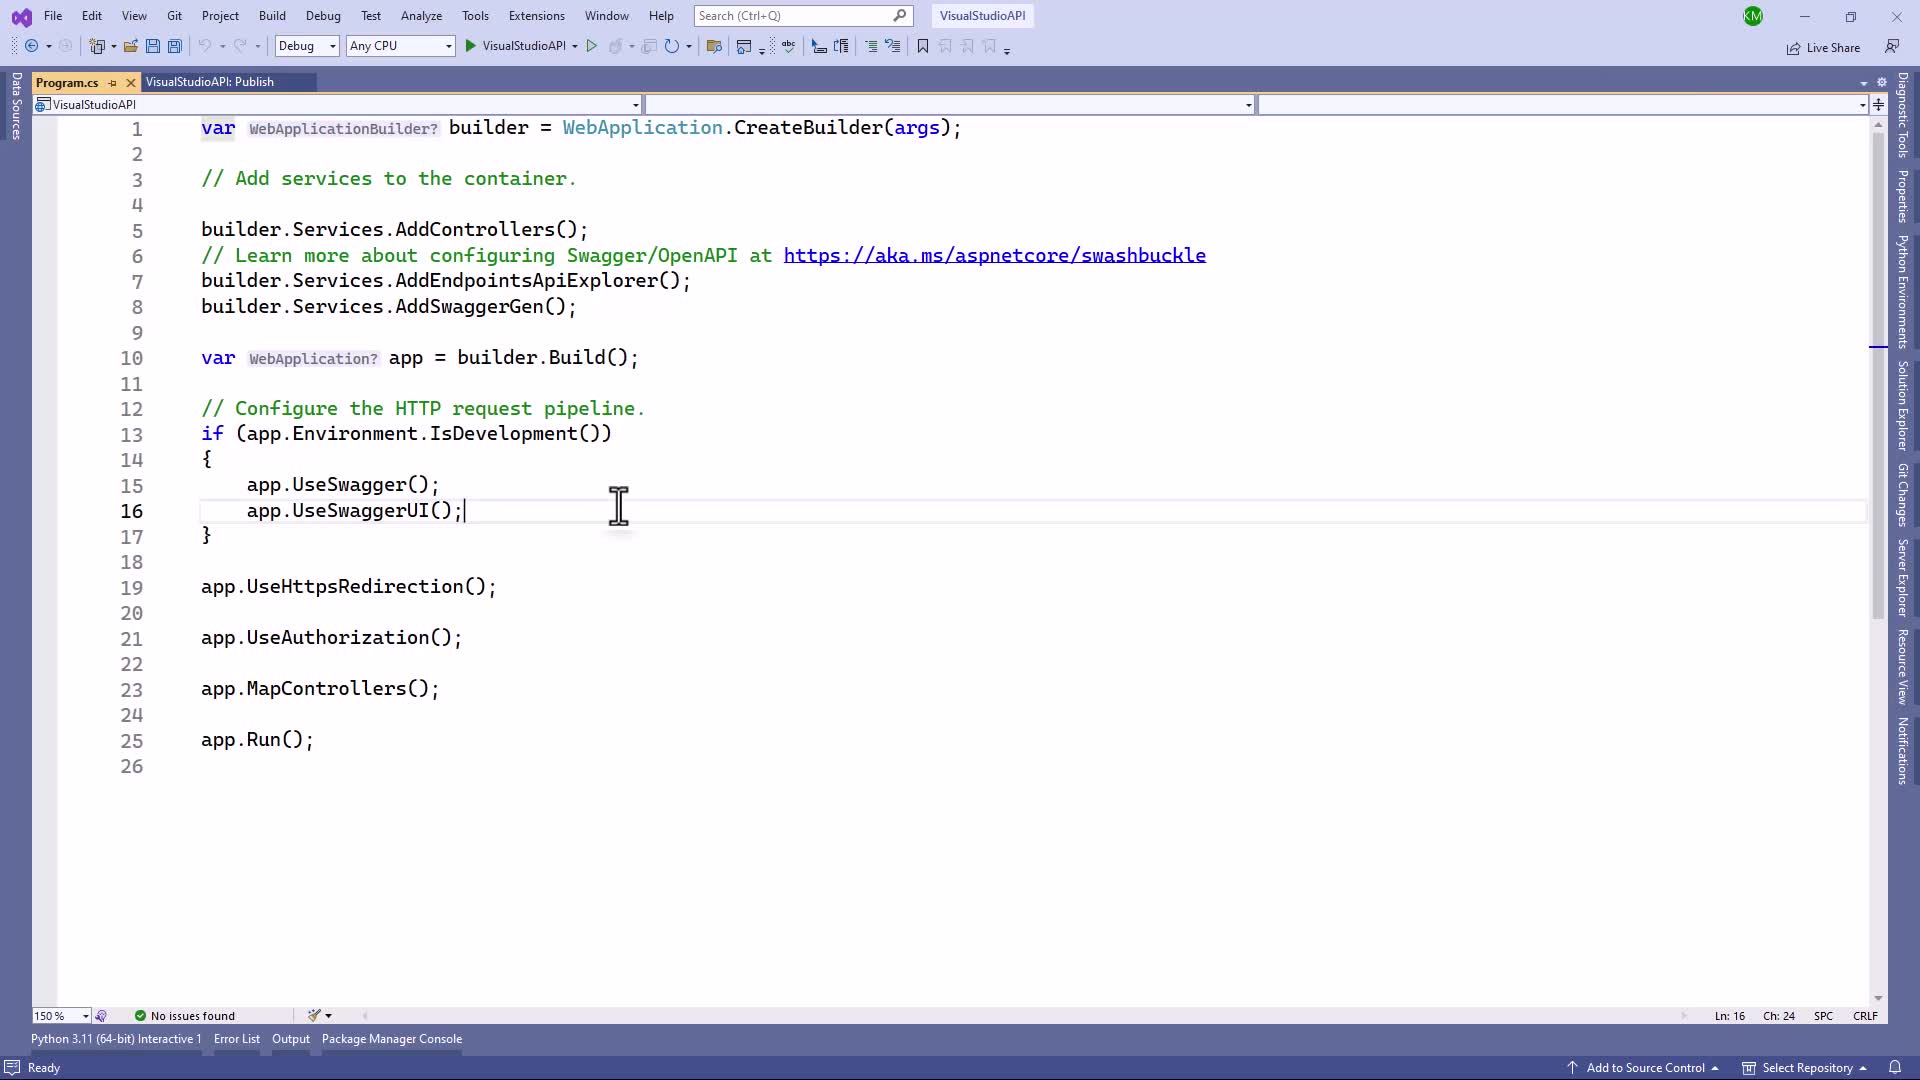 File Edit View Git Project Build Debug Test Analyze Tools Extensions Window Help Search (Ctrl+Q) VisualStudioAPI KM
Debug Any CPU VisualStudioAPI abc Live Share
Program.cs VisualStudioAPI: Publish
VisualStudioAPI
Data Sources
1 var WebApplicationBuilder? builder = WebApplication.CreateBuilder(args);
2
3 // Add services to the container.
4
5 builder.Services.AddControllers();
6 // Learn more about configuring Swagger/OpenAPI at https://aka.ms/aspnetcore/swashbuckle
7 builder.Services.AddEndpointsApiExplorer();
8 builder.Services.AddSwaggerGen();
9
10 var WebApplication? app = builder.Build();
11
12 // Configure the HTTP request pipeline.
13 if (app.Environment.IsDevelopment())
14 {
15 app.UseSwagger();
16 app.UseSwaggerUI();
17 }
18
19 app.UseHttpsRedirection();
20
21 app.UseAuthorization();
22
23 app.MapControllers();
24
25 app.Run();
26
Diagnostic Tools
Properties
Python Environments
Solution Explorer
Git Changes
Server Explorer
Resource View
Notifications
150 % No issues found Ln: 16 Ch: 24 SPC CRLF
Python 3.11 (64-bit) Interactive 1 Error List Output Package Manager Console
Ready Add to Source Control Select Repository